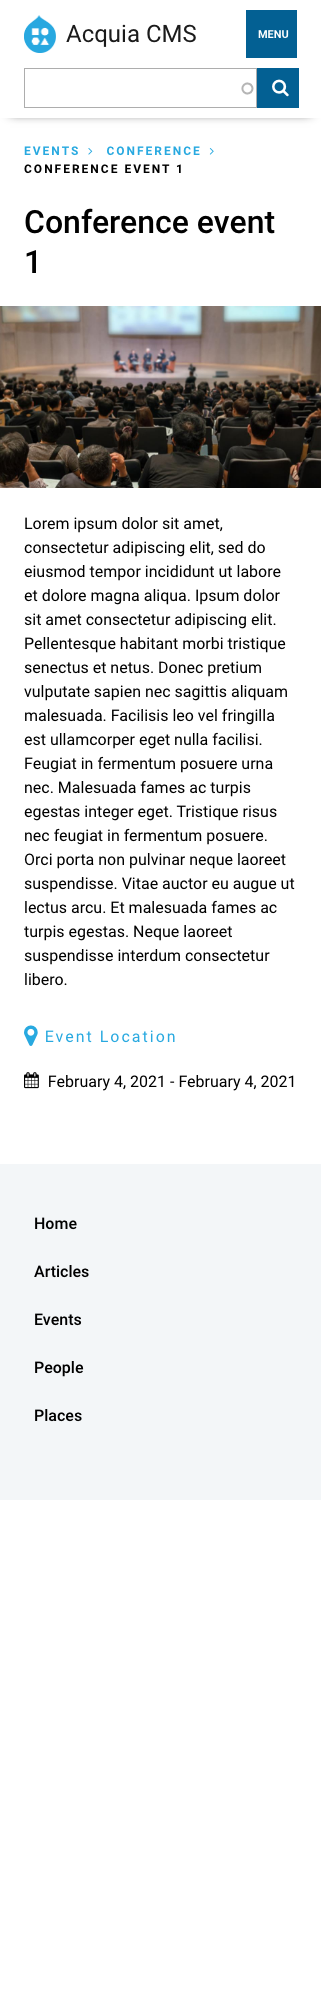 Acquia CMS
MENU
EVENTS
CONFERENCE
CONFERENCE EVENT 1
Conference event
1
Lorem ipsum dolor sit amet,
consectetur adipiscing elit, sed do
eiusmod tempor incididunt ut labore
et dolore magna aliqua. Ipsum dolor
sit amet consectetur adipiscing elit.
Pellentesque habitant morbi tristique
senectus et netus. Donec pretium
vulputate sapien nec sagittis aliquam
malesuada. Facilisis leo vel fringilla
est ullamcorper eget nulla facilisi.
Feugiat in fermentum posuere urna
nec. Malesuada fames ac turpis
egestas integer eget. Tristique risus
nec feugiat in fermentum posuere.
Orci porta non pulvinar neque laoreet
suspendisse. Vitae auctor eu augue ut
lectus arcu. Et malesuada fames ac
turpis egestas. Neque laoreet
suspendisse interdum consectetur
libero.
Event Location
February 4, 2021 - February 4, 2021
Home
Articles
Events
People
Places